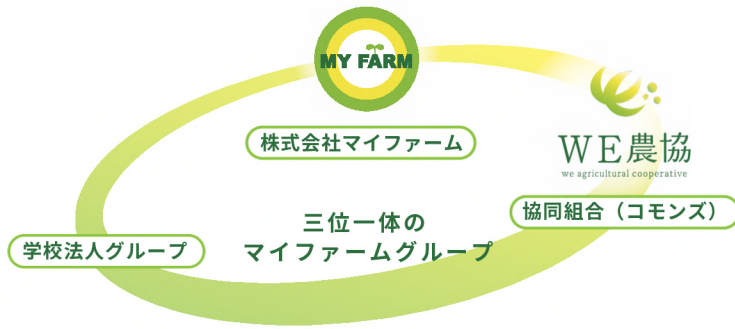 MY FARM
株式会社マイファーム
WE農協
we agricultural cooperative
協同組合（コモンズ）
三位一体の
マイファームグループ
学校法人グループ